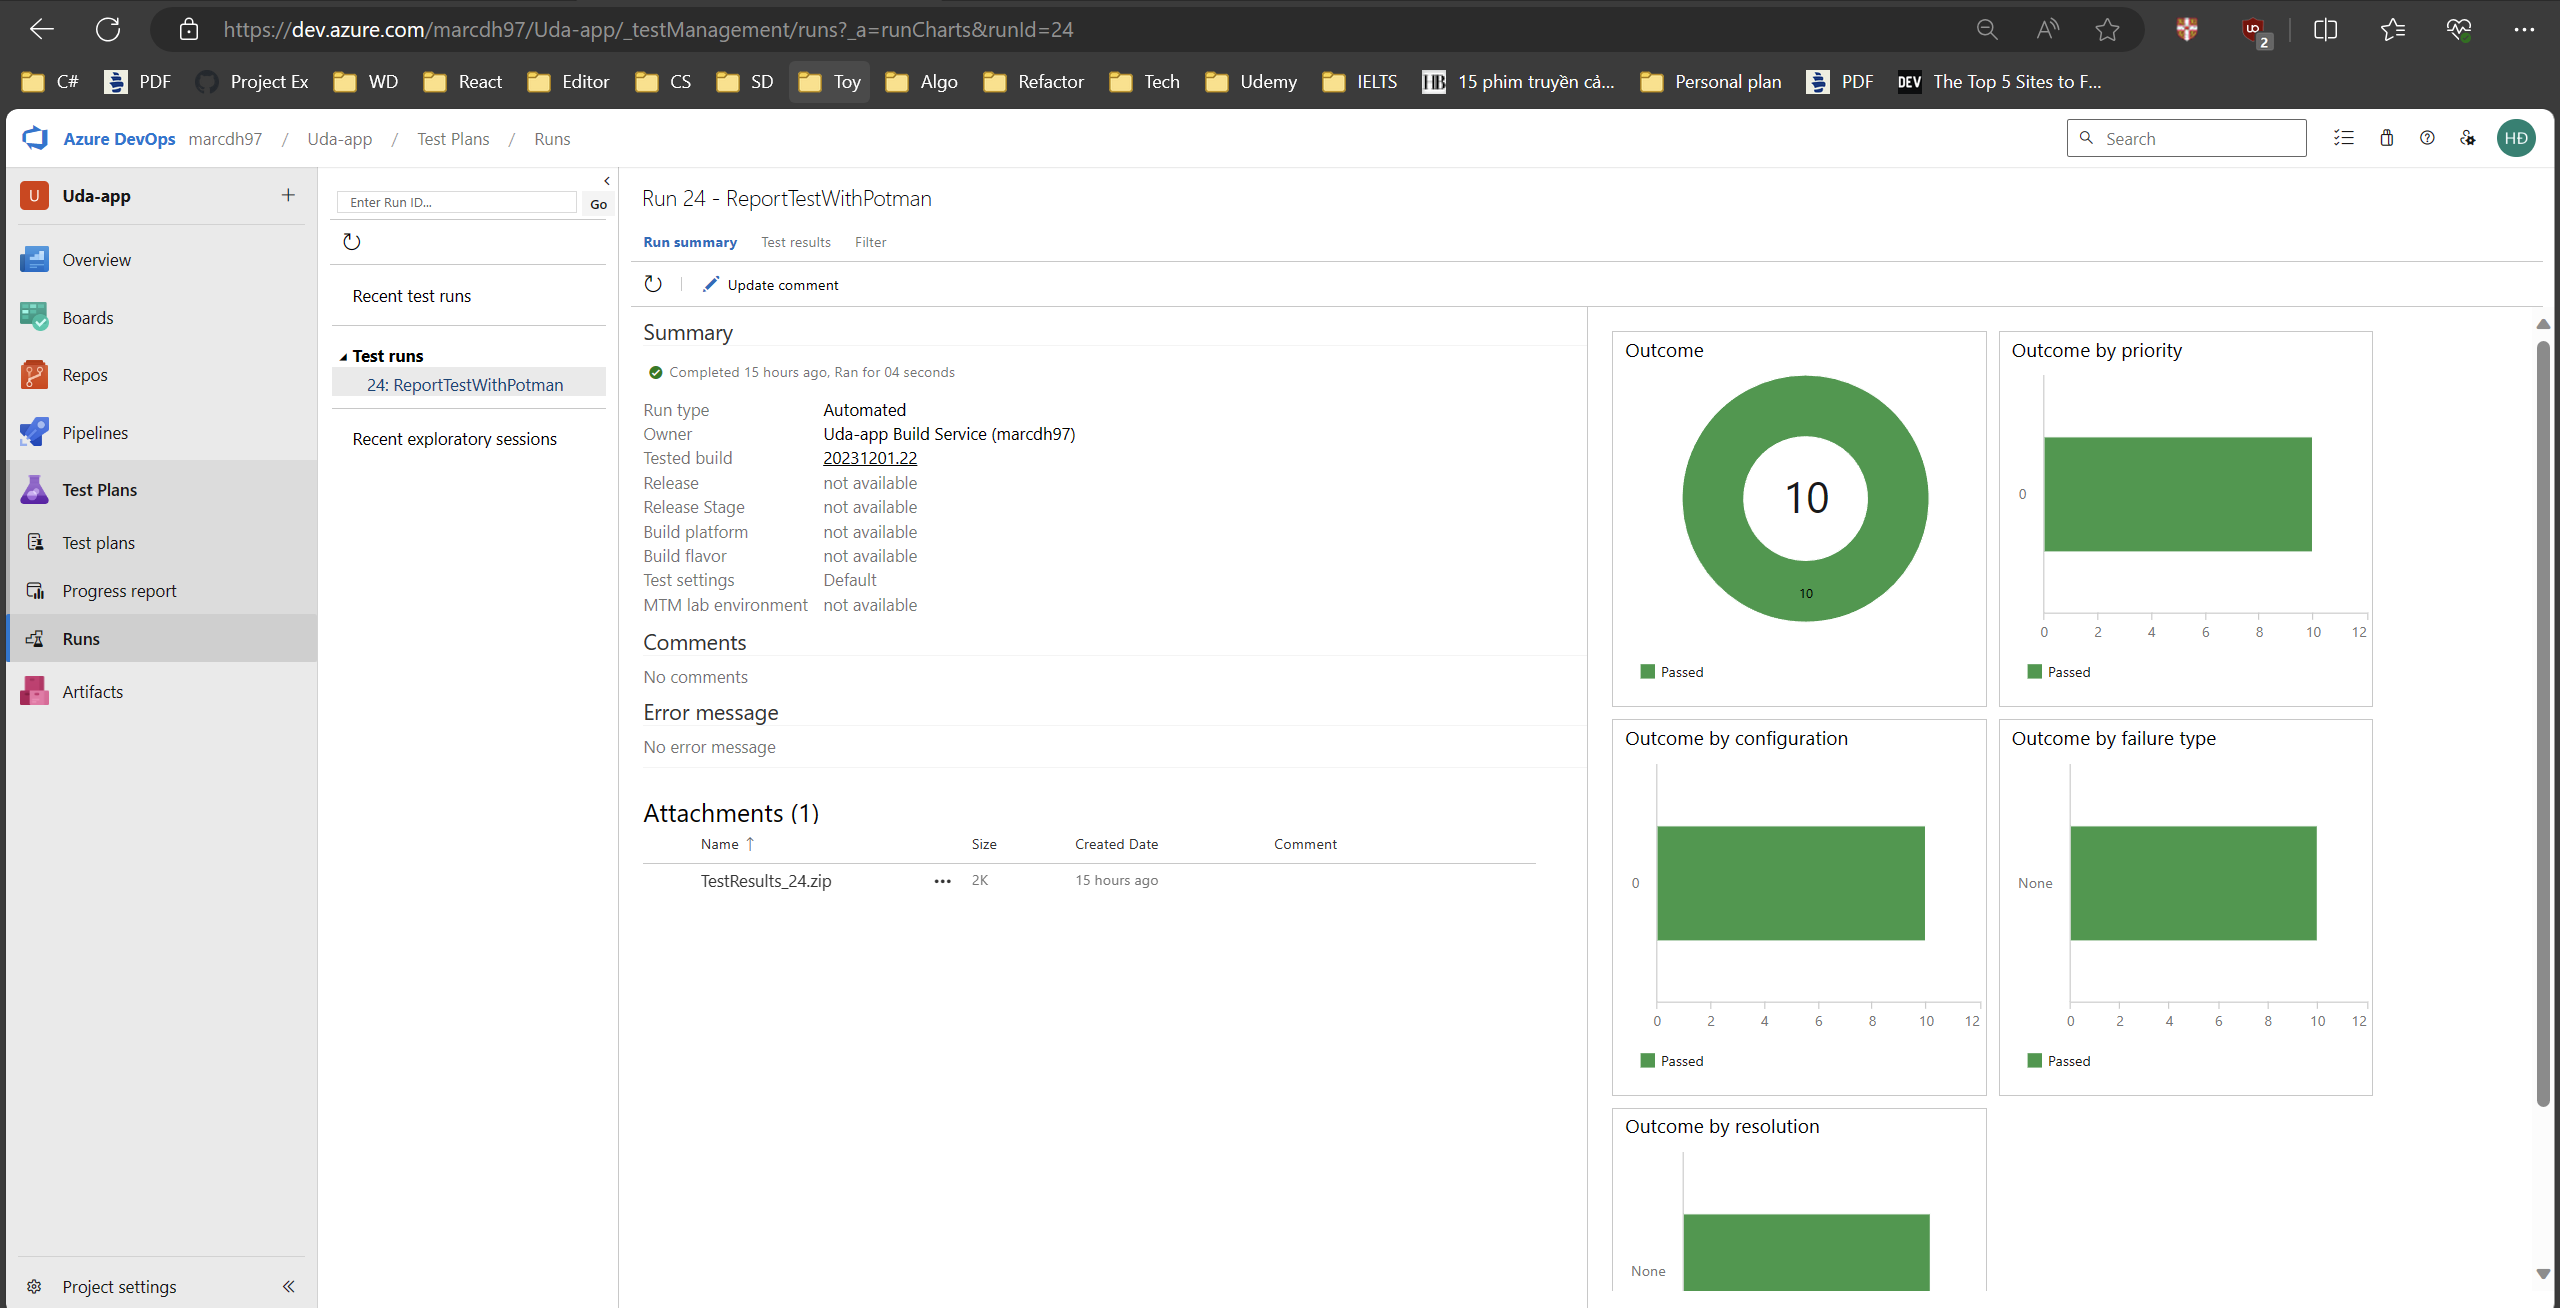 https://dev.azure.com/marcdh97/Uda-app/_testManagement/runs?_a=runCharts&runId=24
2
C#
PDF
Project Ex
WD
React
Editor
CS
SD
Toy
Algo
Refactor
Tech
Udemy
IELTS
HB
15 phim truyền cả...
Personal plan
PDF
DEV
The Top 5 Sites to F...
Azure DevOps marcdh97 / Uda-app / Test Plans / Runs
Search
HĐ
U Uda-app
Overview
Boards
Repos
Pipelines
Test Plans
Test plans
Progress report
Runs
Artifacts
Project settings
Enter Run ID...
Go
Recent test runs
Test runs
24: ReportTestWithPotman
Recent exploratory sessions
Run 24 - ReportTestWithPotman
Run summary Test results Filter
Update comment
Summary
Completed 15 hours ago, Ran for 04 seconds
Run type Automated
Owner Uda-app Build Service (marcdh97)
Tested build 20231201.22
Release not available
Release Stage not available
Build platform not available
Build flavor not available
Test settings Default
MTM lab environment not available
Comments
No comments
Error message
No error message
Attachments (1)
Name ↑ Size Created Date Comment
TestResults_24.zip ... 2K 15 hours ago
Outcome
10
10
Passed
Outcome by priority
0
0 2 4 6 8 10 12
Passed
Outcome by configuration
0
0 2 4 6 8 10 12
Passed
Outcome by failure type
None
0 2 4 6 8 10 12
Passed
Outcome by resolution
None